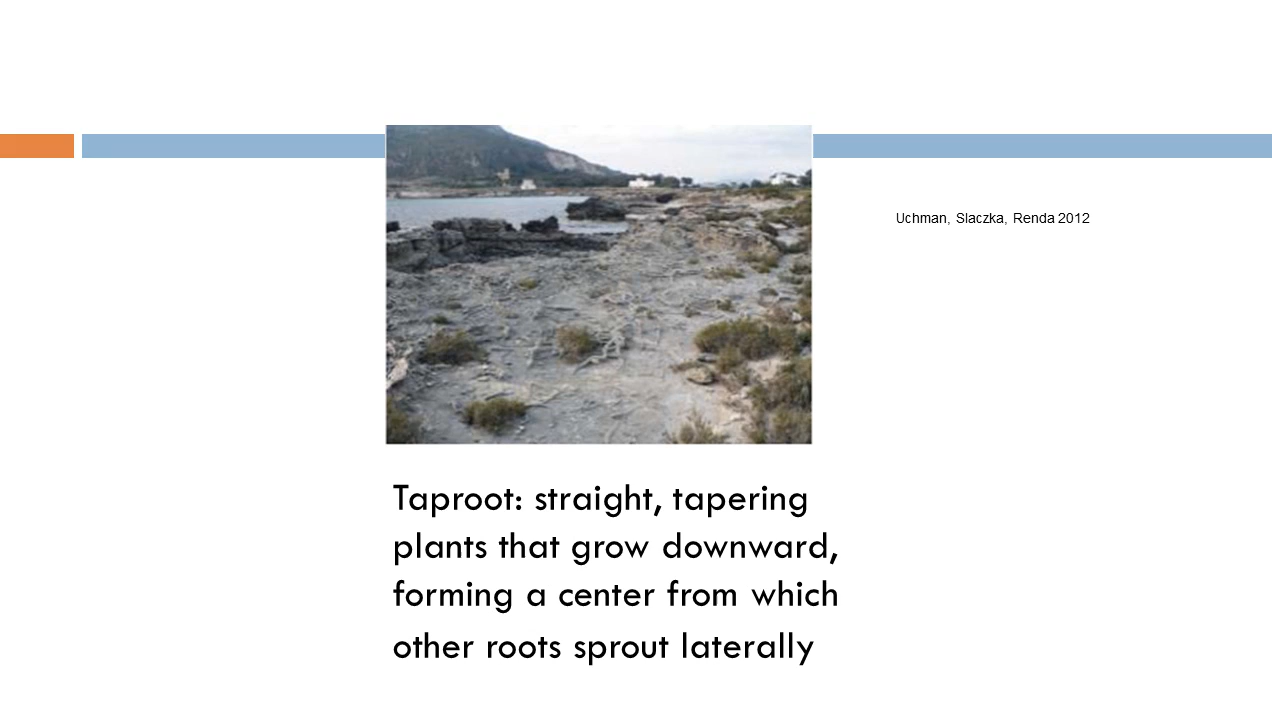 Uchman, Slaczka, Renda 2012
Taproot: straight, tapering
plants that grow downward,
forming a center from which
other roots sprout laterally